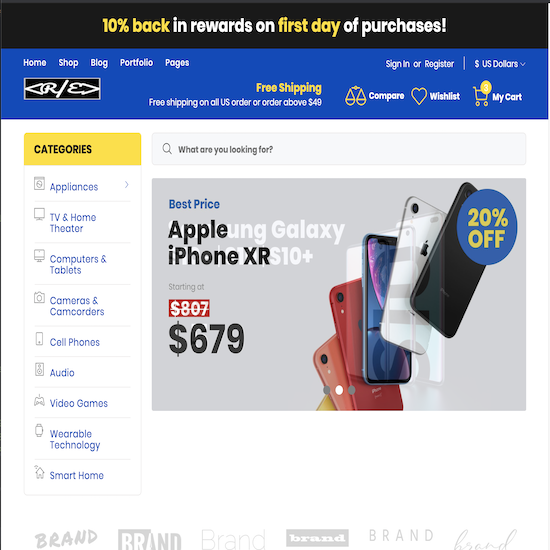 10% back in rewards on first day of purchases!
Home Shop Blog Portfolio Pages
Sign In or Register $ US Dollars
<R/E>
Free Shipping
Free shipping on all US order or order above $49
Compare Wishlist 3 My Cart
CATEGORIES
What are you looking for?
Appliances
TV & Home
Theater
Computers &
Tablets
Cameras &
Camcorders
Cell Phones
Audio
Video Games
Wearable
Technology
Smart Home
Best Price
Apple
iPhone XR
ung Galaxy
S10+
Starting at
$807
$679
20%
OFF
BRAND BRAND Brand brand BRAND brand